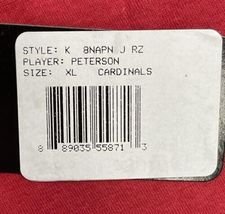 STYLE: K 8NAPN J RZ
PLAYER: PETERSON
SIZE: XL CARDINALS
8 89035 55871 3